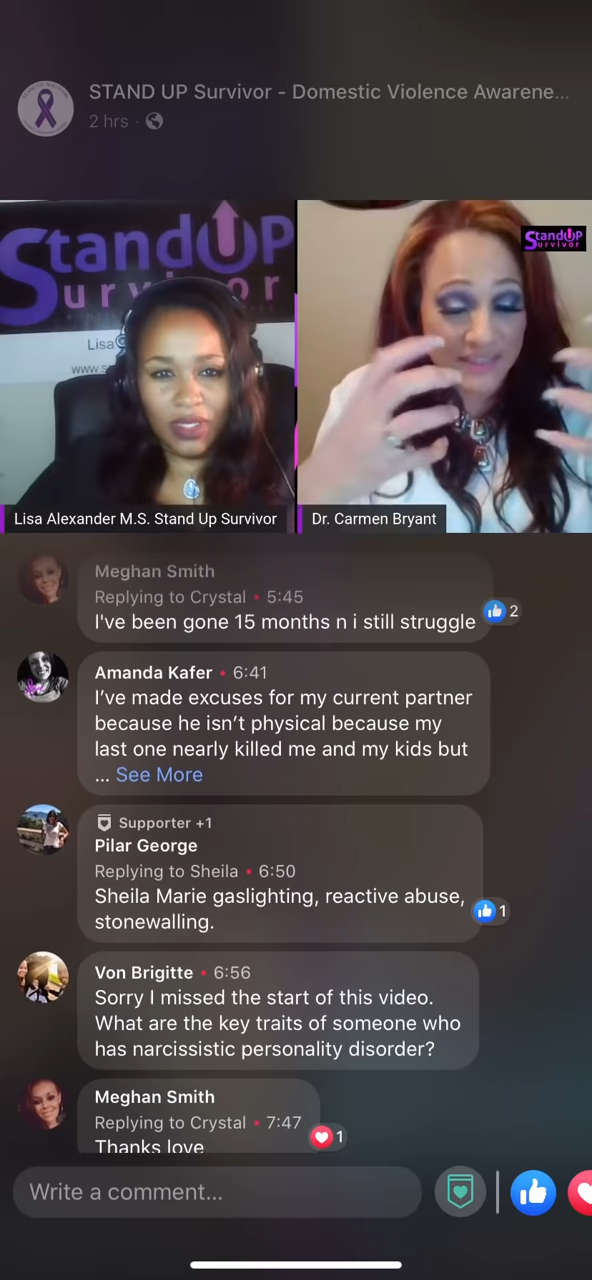 STAND UP Survivor - Domestic Violence Awarene...
2 hrs
StandUP
Survivor
Lisa
www.s
StandUP
Survivor
Lisa Alexander M.S. Stand Up Survivor
Dr. Carmen Bryant
Meghan Smith
Replying to Crystal • 5:45
I've been gone 15 months n i still struggle
2
Amanda Kafer • 6:41
I’ve made excuses for my current partner
because he isn’t physical because my
last one nearly killed me and my kids but
... See More
Supporter +1
Pilar George
Replying to Sheila • 6:50
Sheila Marie gaslighting, reactive abuse,
stonewalling.
1
Von Brigitte • 6:56
Sorry I missed the start of this video.
What are the key traits of someone who
has narcissistic personality disorder?
Meghan Smith
Replying to Crystal • 7:47
Thanks love
1
Write a comment...